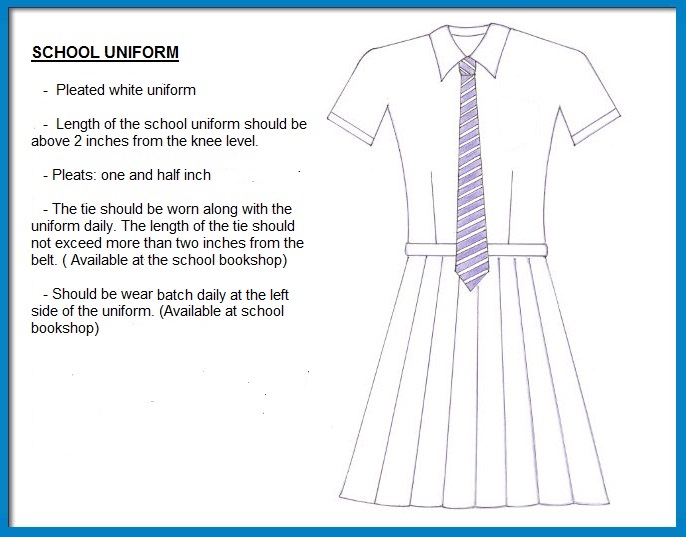 SCHOOL UNIFORM
- Pleated white uniform
- Length of the school uniform should be
above 2 inches from the knee level.
- Pleats: one and half inch
- The tie should be worn along with the
uniform daily. The length of the tie should
not exceed more than two inches from the
belt. ( Available at the school bookshop)
- Should be wear batch daily at the left
side of the uniform. (Available at school
bookshop)